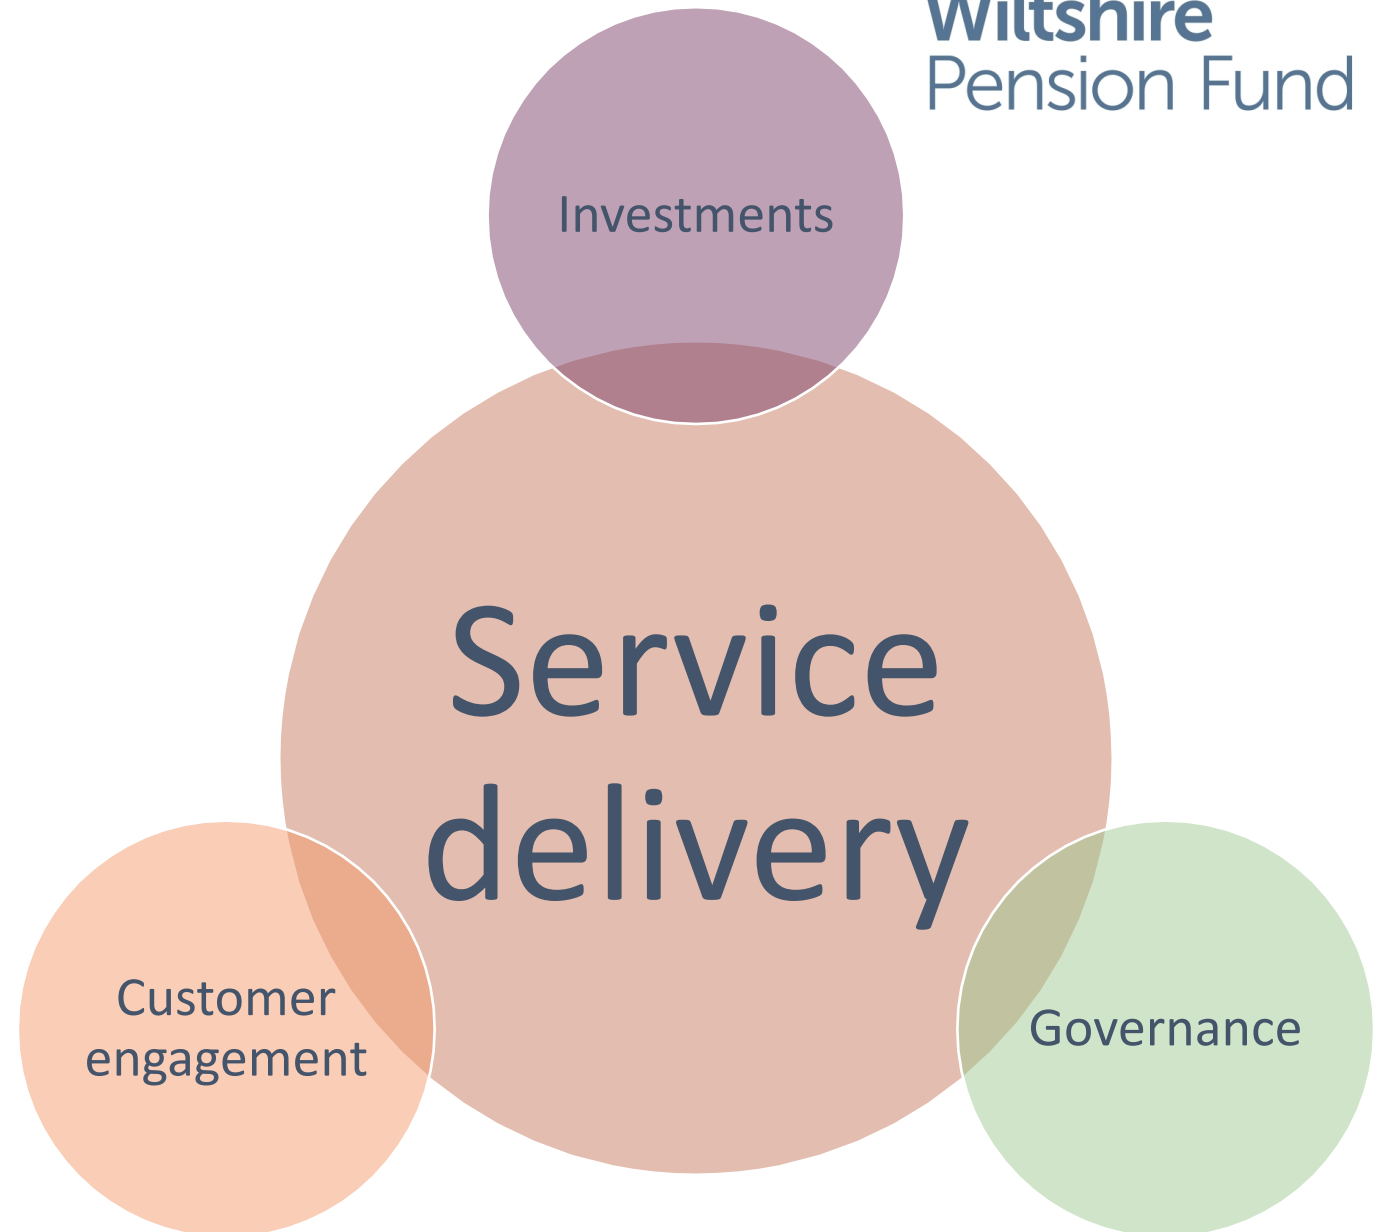 Wiltshire
Pension Fund
Investments
Service
delivery
Customer
engagement
Governance